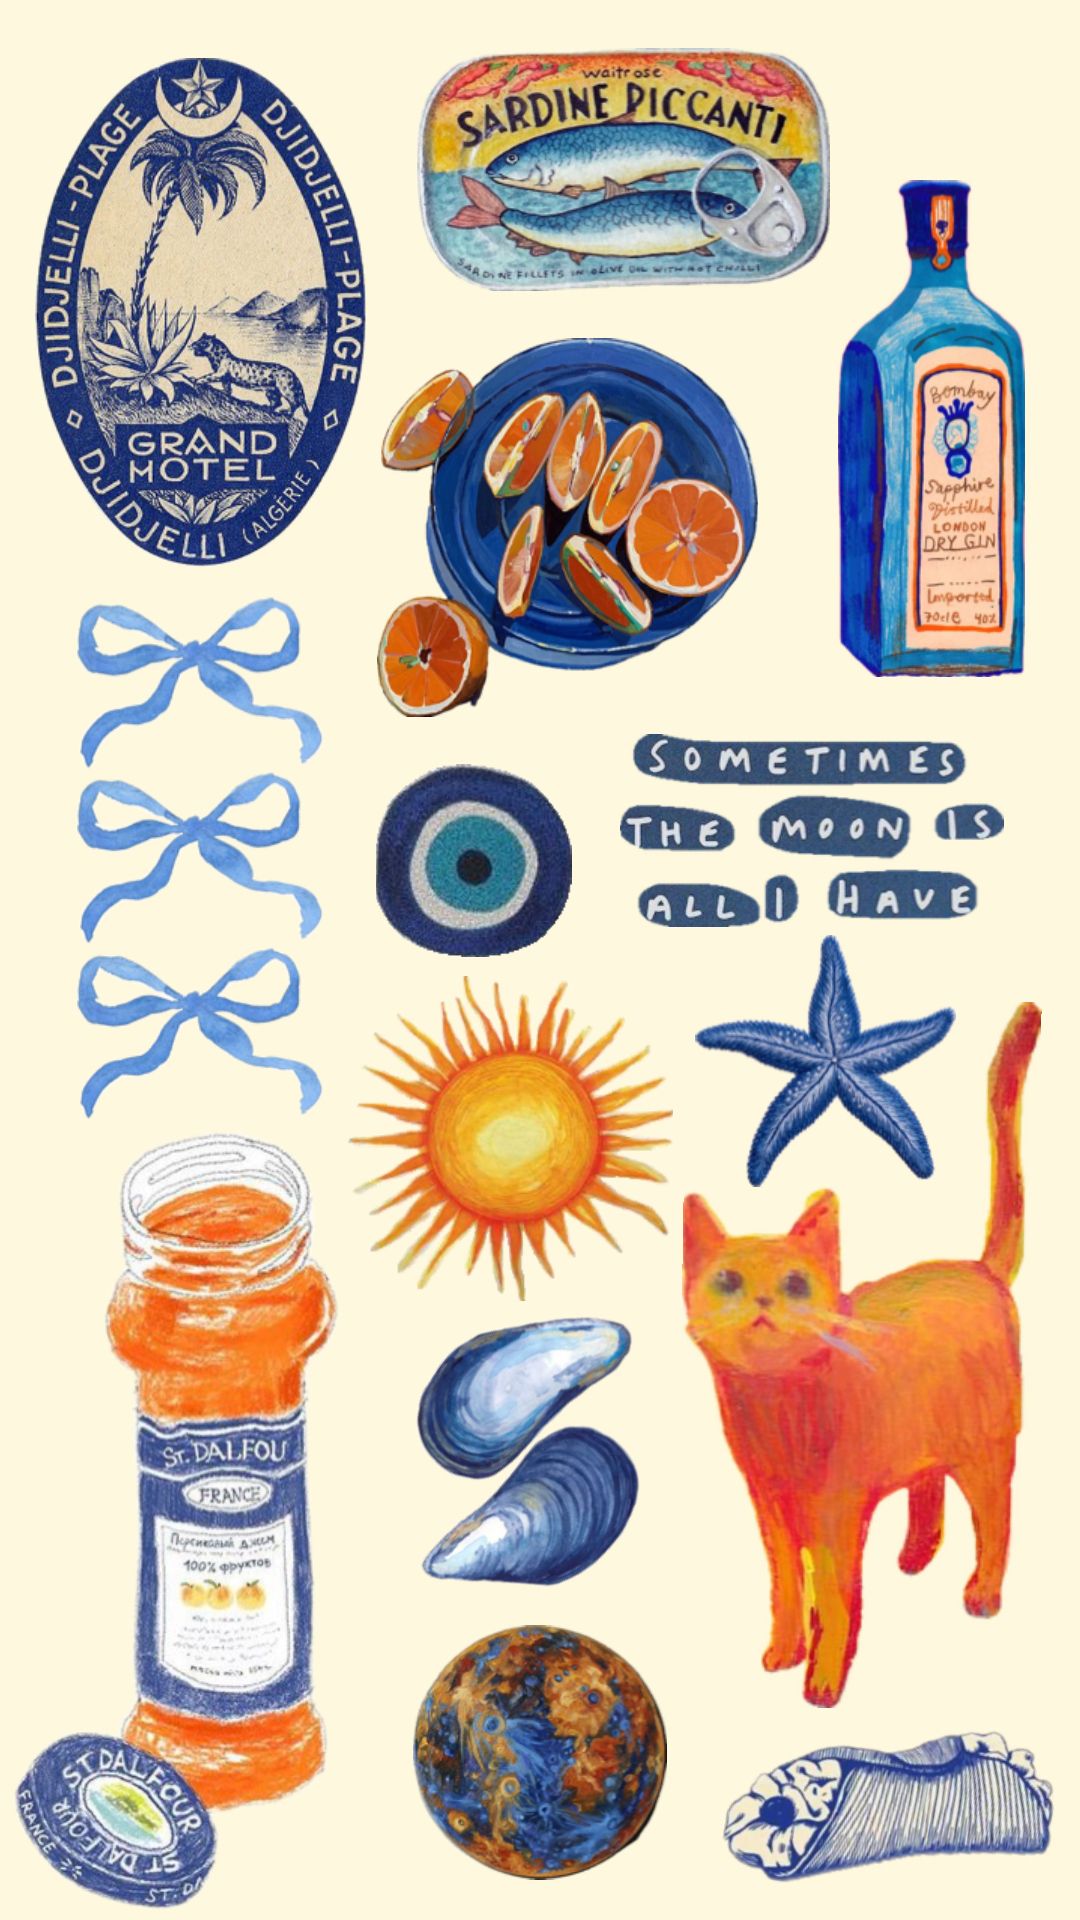 DJIDJELLI-PLAGE
DJIDJELLI-PLAGE
GRAND
MOTEL
DJIDJELLI
(ALGÉRIE)
waitrose
SARDINE PICCANTI
SARDINE FILLETS IN OLIVE OIL WITH HOT CHILLI
Bombay
Sapphire
Distilled
LONDON
DRY GIN
Imported
70cle 40%
SOMETIMES
THE MOON IS
ALL I HAVE
ST. DALFOU
FRANCE
Персиковый джем
100% фруктов
ST DALFOUR
ST DALFOUR
FRANCE
ST. DA